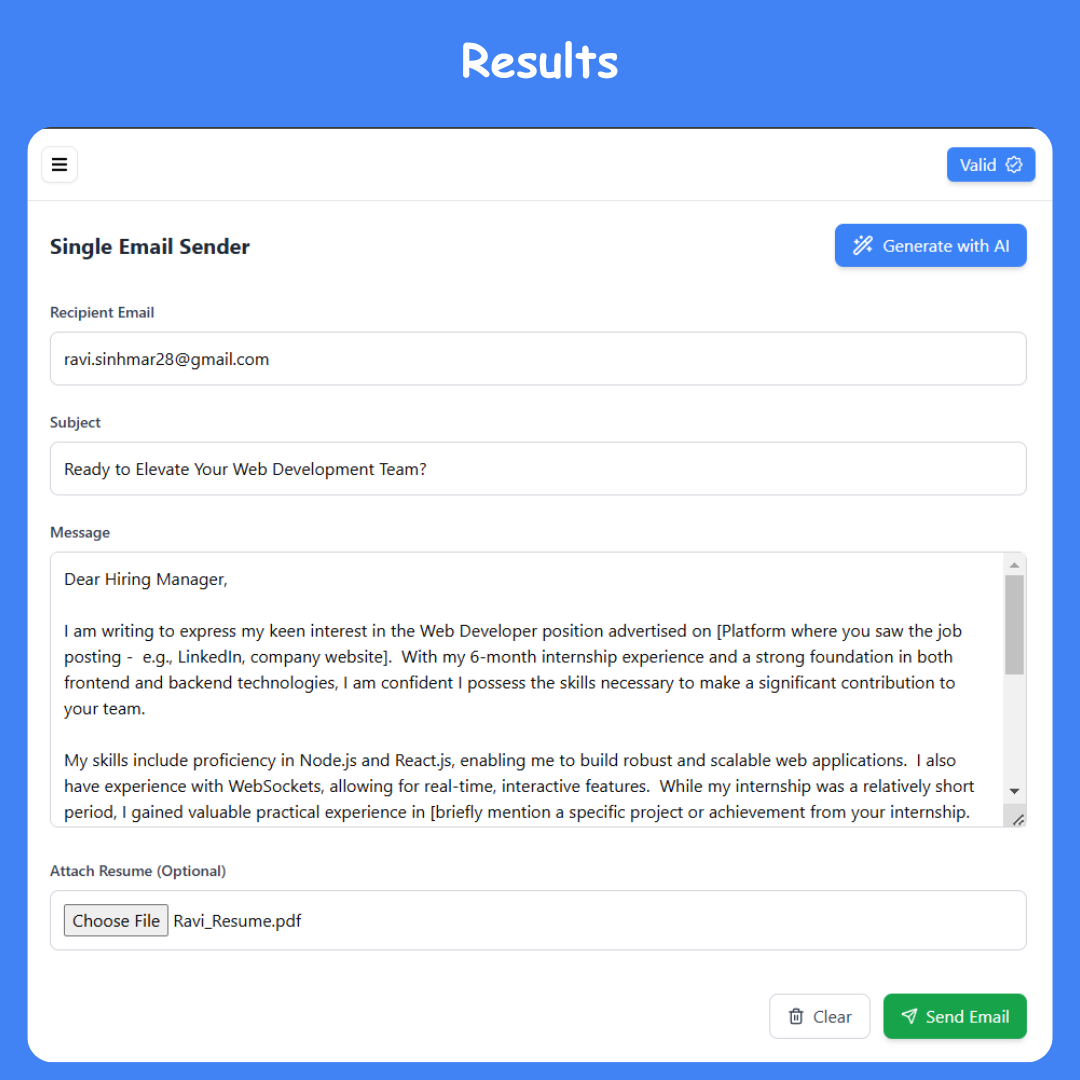 Results
Valid
Single Email Sender
Generate with AI
Recipient Email
ravi.sinhmar28@gmail.com
Subject
Ready to Elevate Your Web Development Team?
Message
Dear Hiring Manager,
I am writing to express my keen interest in the Web Developer position advertised on [Platform where you saw the job
posting -  e.g., LinkedIn, company website].  With my 6-month internship experience and a strong foundation in both
frontend and backend technologies, I am confident I possess the skills necessary to make a significant contribution to
your team.
My skills include proficiency in Node.js and React.js, enabling me to build robust and scalable web applications.  I also
have experience with WebSockets, allowing for real-time, interactive features.  While my internship was a relatively short
period, I gained valuable practical experience in [briefly mention a specific project or achievement from your internship.
Attach Resume (Optional)
Choose File Ravi_Resume.pdf
Clear
Send Email